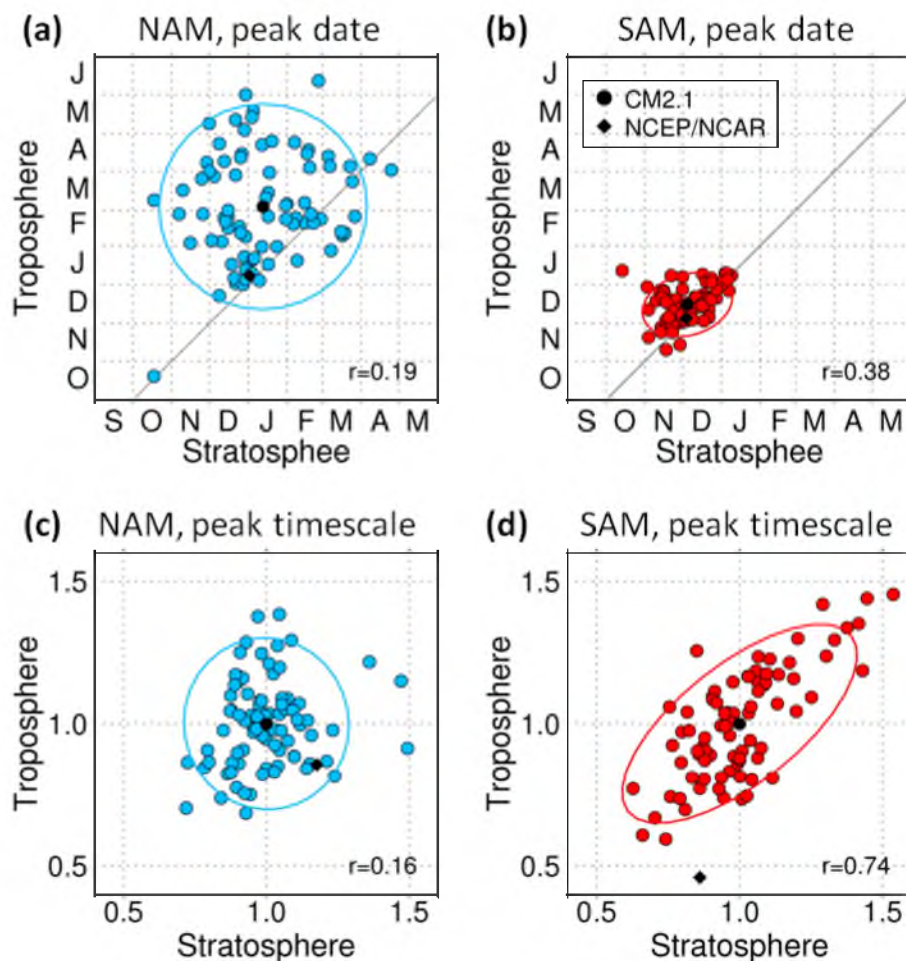 (a) NAM, peak date
J
M
A
M
F
J
D
N
O
Troposphere
r=0.19
S O N D J F M A M
Stratosphee
(b) SAM, peak date
CM2.1
NCEP/NCAR
J
M
A
M
F
J
D
N
O
Troposphere
r=0.38
S O N D J F M A M
Stratosphere
(c) NAM, peak timescale
1.5
1.0
0.5
Troposphere
r=0.16
0.5 1.0 1.5
Stratosphere
(d) SAM, peak timescale
1.5
1.0
0.5
Troposphere
r=0.74
0.5 1.0 1.5
Stratosphere